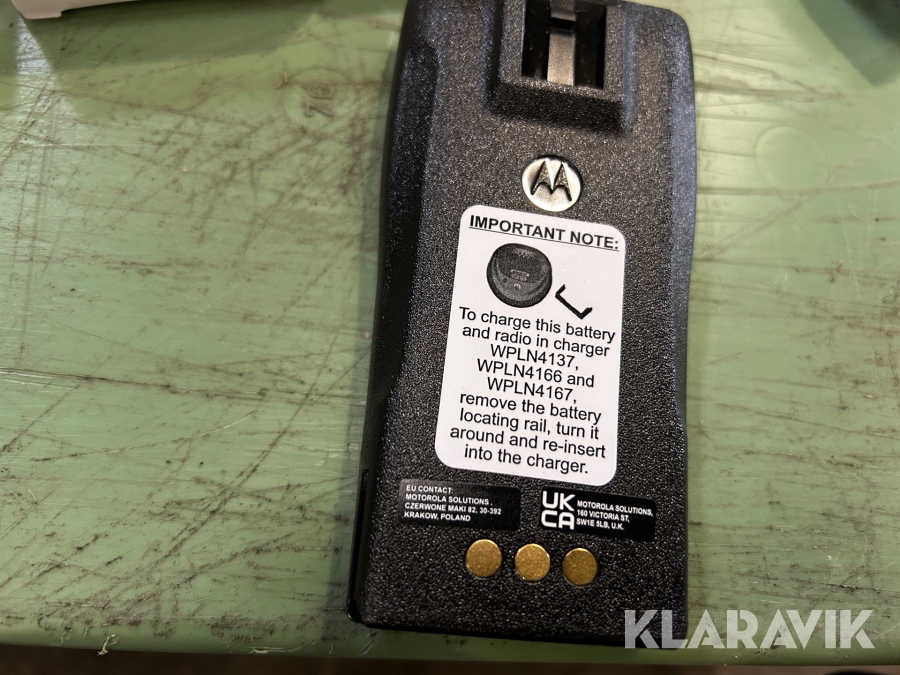 IMPORTANT NOTE:
To charge this battery
and radio in charger
WPLN4137,
WPLN4166 and
WPLN4167,
remove the battery
locating rail, turn it
around and re-insert
into the charger.
EU CONTACT:
MOTOROLA SOLUTIONS
CZERWONE MAKI 82, 30-392
KRAKOW, POLAND
UK
CA
MOTOROLA SOLUTIONS,
160 VICTORIA ST,
SW1E 5LB, U.K.
KLARAVIK